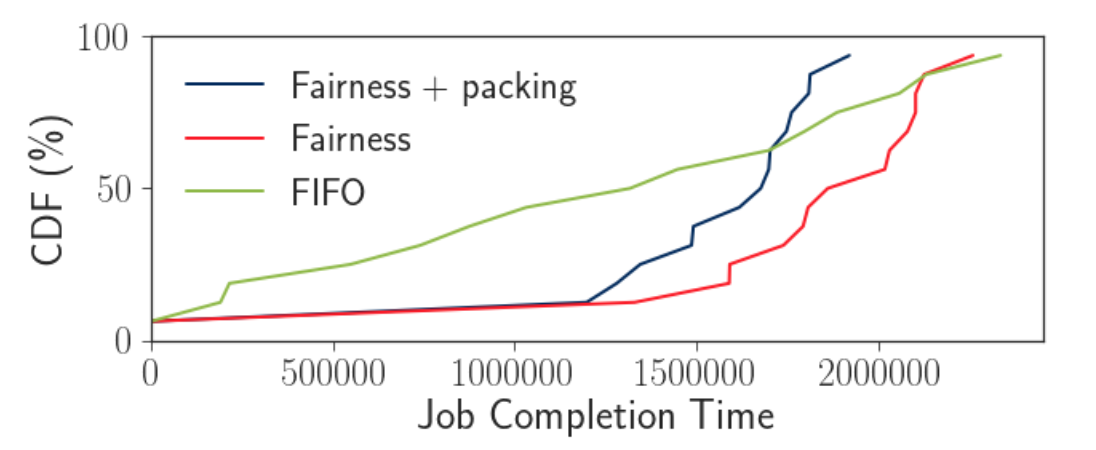 100
50
0
CDF (%)
Fairness + packing
Fairness
FIFO
0 500000 1000000 1500000 2000000
Job Completion Time